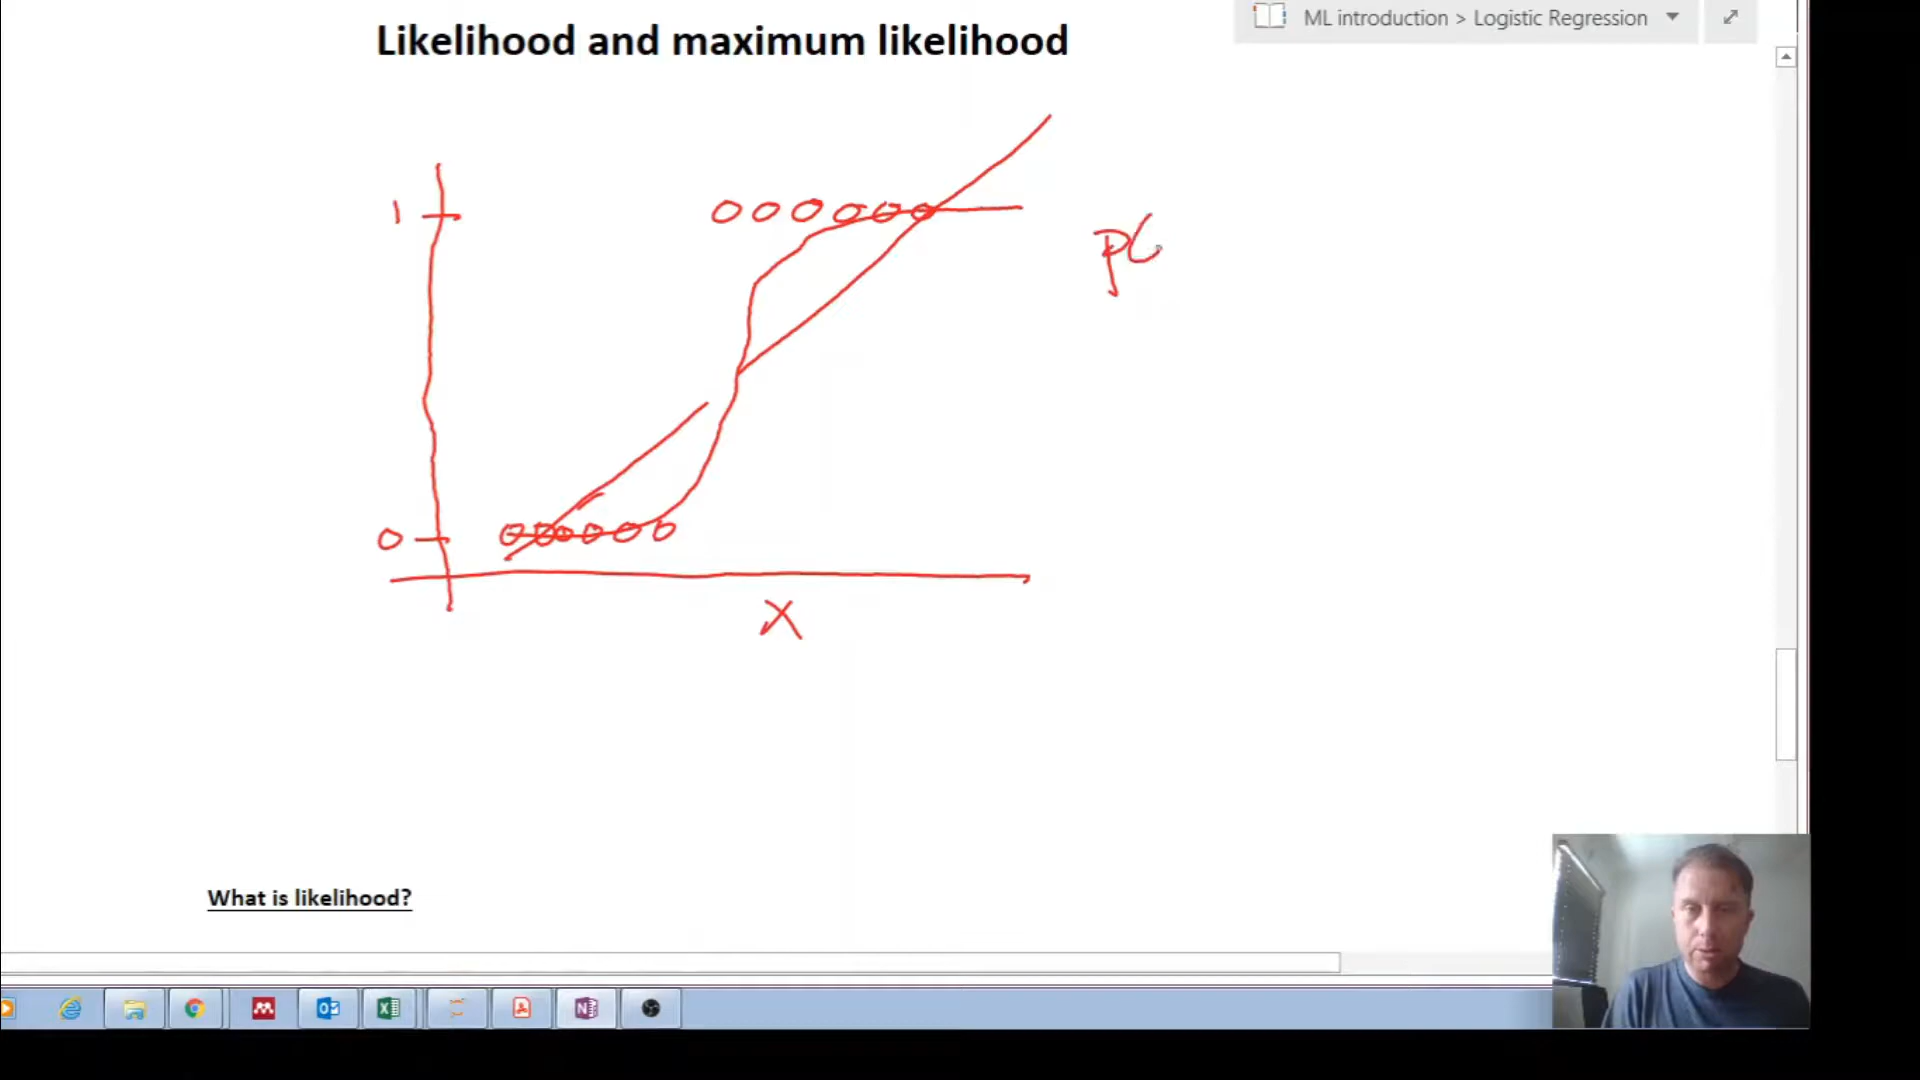 Likelihood and maximum likelihood
ML introduction > Logistic Regression
1
p(
0
X
What is likelihood?